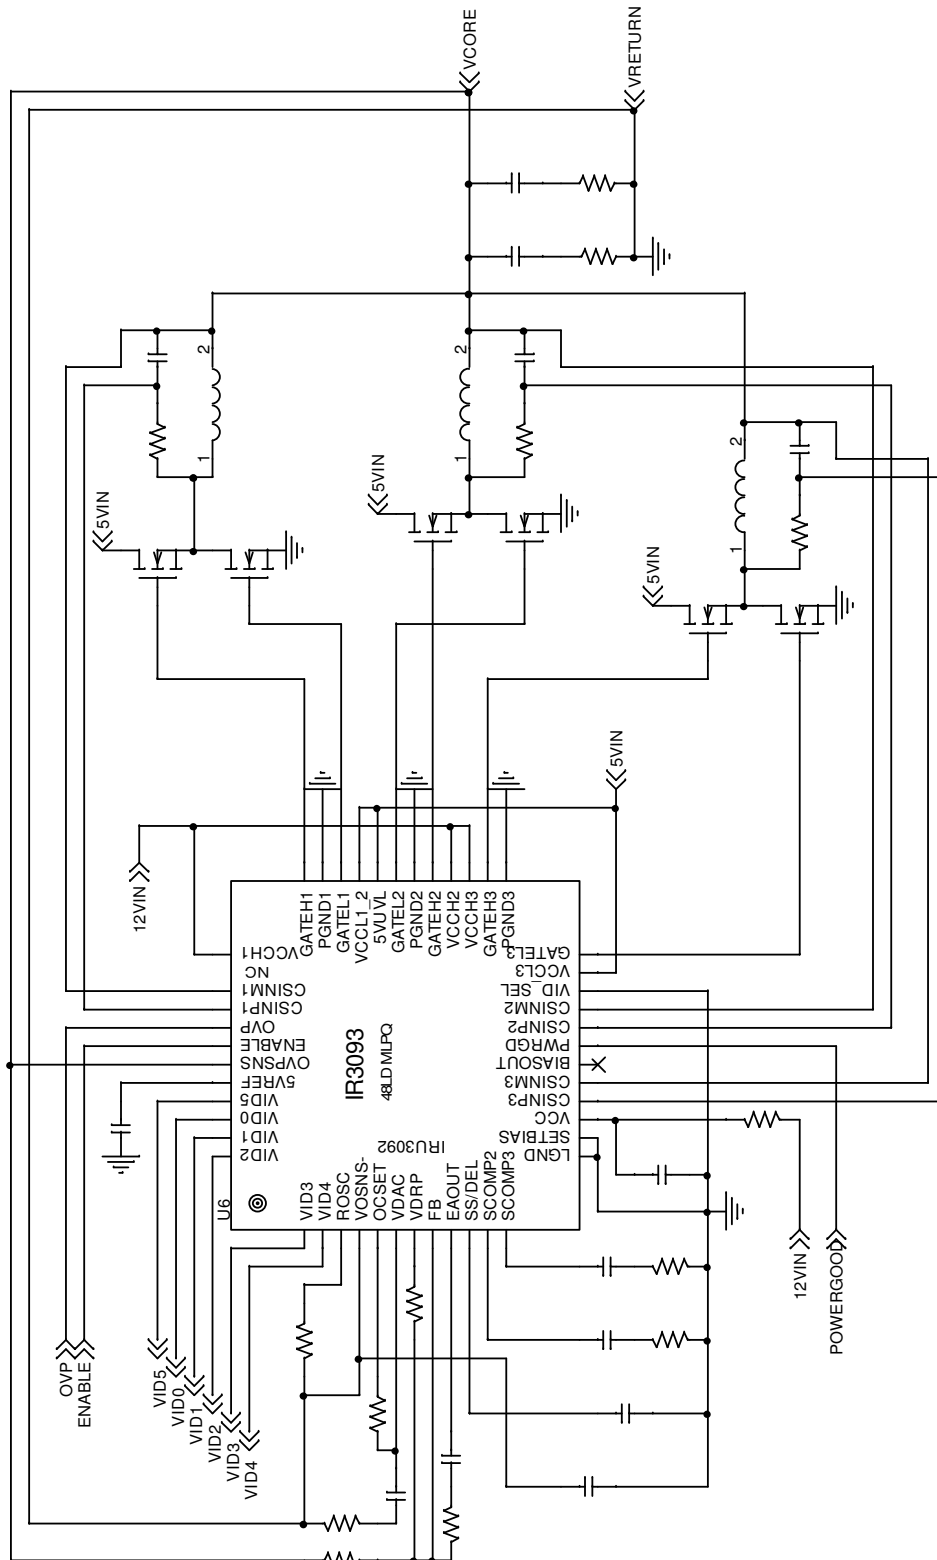 VCORE
VRETURN
2
1
5VIN
2
1
5VIN
2
1
5VIN
5VIN
12VIN
GATEH1
PGND1
GATEL1
VCCL1_2
5VUVL
GATEL2
PGND2
GATEH2
VCCH2
VCCH3
GATEH3
PGND3
VCCH1
NC
CSINM1
CSINP1
OVP
ENABLE
OVPSNS
5VREF
VID5
VID0
VID1
VID2
GATEL3
VCCL3
VID_SEL
CSINM2
CSINP2
PWRGD
BIASOUT
CSINM3
CSINP3
VCC
SETBIAS
LGND
IR3093
48LD MLPQ
IRU3092
U6
VID3
VID4
ROSC
VOSNS-
OCSET
VDAC
VDRP
FB
EAOUT
SS/DEL
SCOMP2
SCOMP3
OVP
ENABLE
VID5
VID0
VID1
VID2
VID3
VID4
12VIN
POWERGOOD